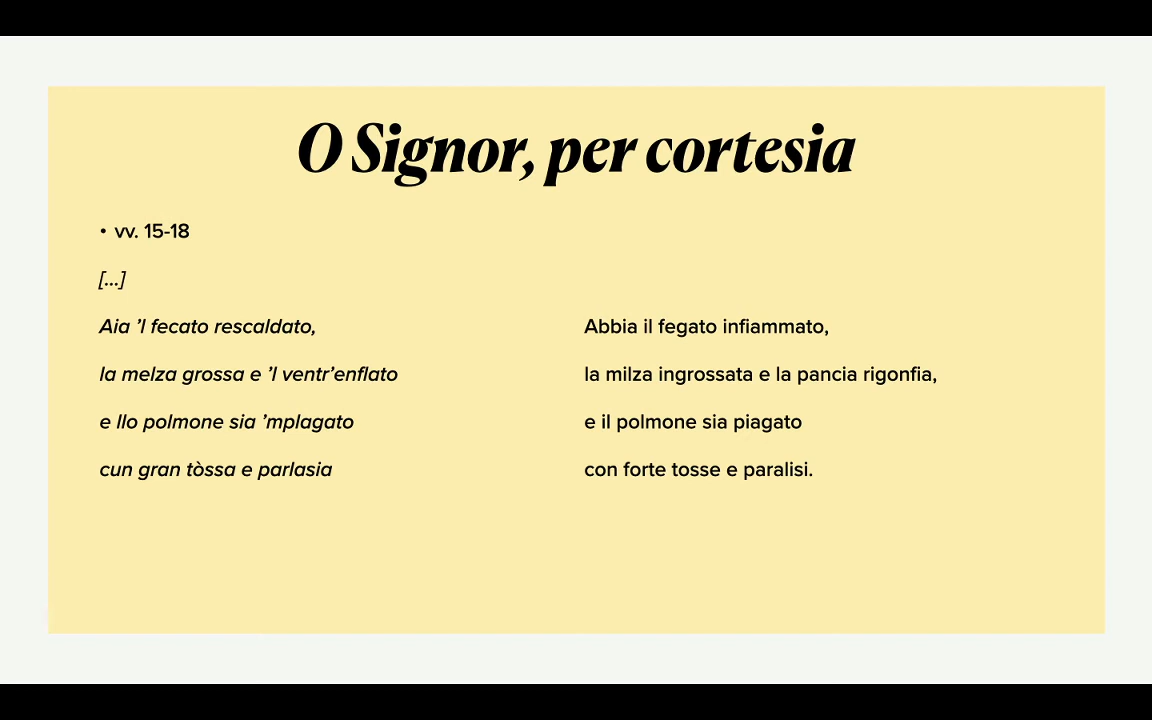 O Signor, per cortesia
• vv. 15-18
[...]
Aia ’l fecato rescaldato,
la melza grossa e ’l ventr’enflato
e llo polmone sia ’mplagato
cun gran tòssa e parlasia
Abbia il fegato infiammato,
la milza ingrossata e la pancia rigonfia,
e il polmone sia piagato
con forte tosse e paralisi.